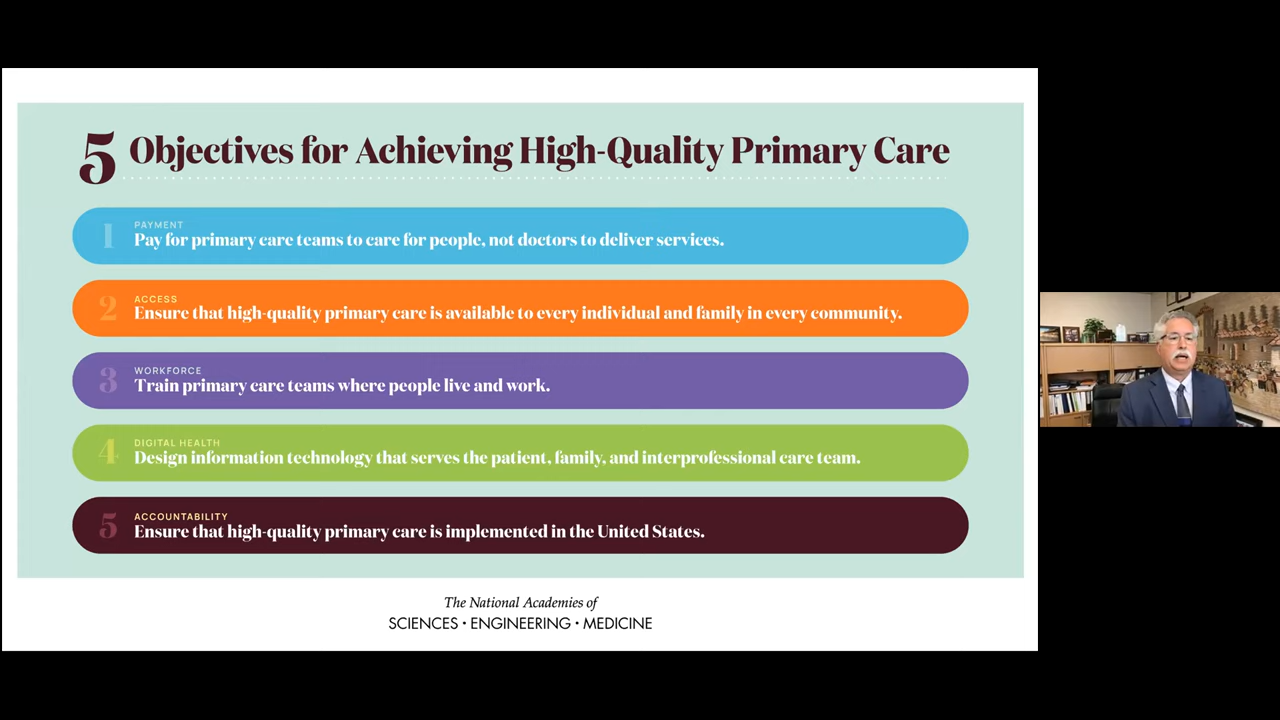 5 Objectives for Achieving High-Quality Primary Care
1
PAYMENT
Pay for primary care teams to care for people, not doctors to deliver services.
2
ACCESS
Ensure that high-quality primary care is available to every individual and family in every community.
3
WORKFORCE
Train primary care teams where people live and work.
4
DIGITAL HEALTH
Design information technology that serves the patient, family, and interprofessional care team.
5
ACCOUNTABILITY
Ensure that high-quality primary care is implemented in the United States.
The National Academies of
SCIENCES • ENGINEERING • MEDICINE